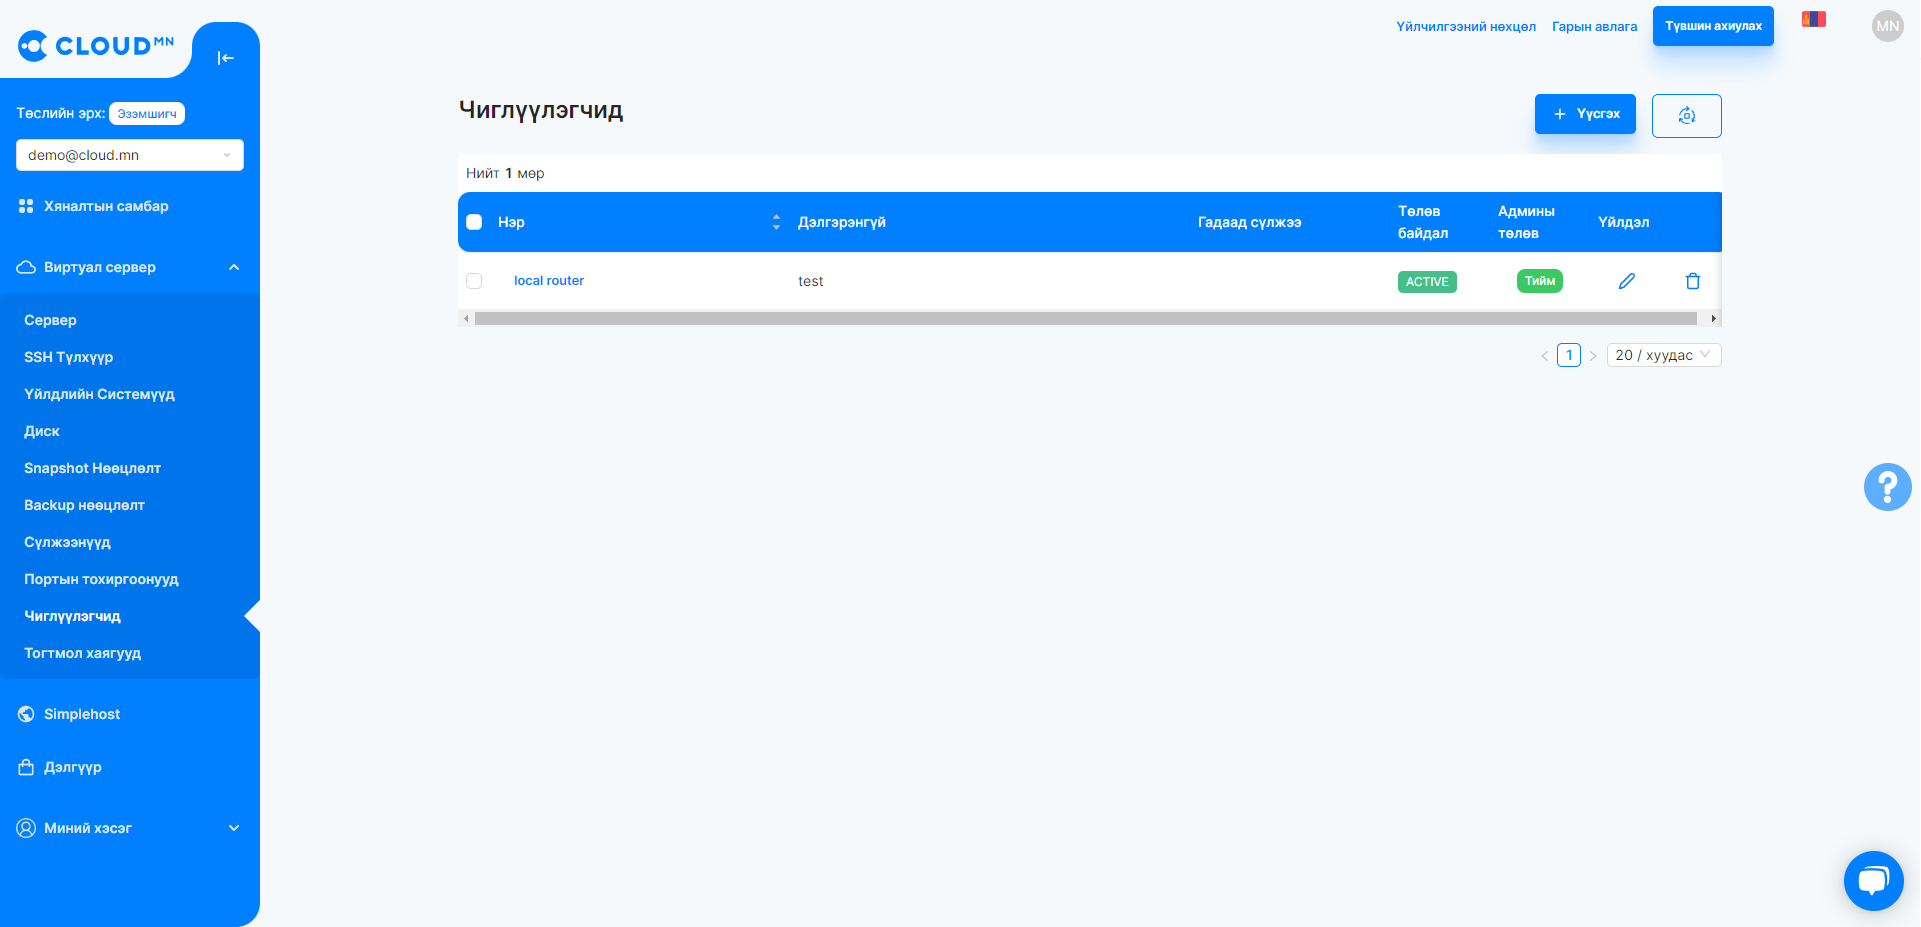 CLOUD MN
Үйлчилгээний нөхцөл
Гарын авлага
Түвшин ахиулах
MN
Төслийн эрх: Эзэмшигч
demo@cloud.mn
Хяналтын самбар
Виртуал сервер
Сервер
SSH Түлхүүр
Үйлдлийн Системүүд
Диск
Snapshot Нөөцлөлт
Backup нөөцлөлт
Сүлжээнүүд
Портын тохиргоонууд
Чиглүүлэгчид
Тогтмол хаягууд
Simplehost
Дэлгүүр
Миний хэсэг
Чиглүүлэгчид
+ Үүсгэх
Нийт 1 мөр
Нэр
Дэлгэрэнгүй
Гадаад сүлжээ
Төлөв
байдал
Админы
төлөв
Үйлдэл
local router
test
ACTIVE
Тийм
< 1 >
20 / хуудас
?